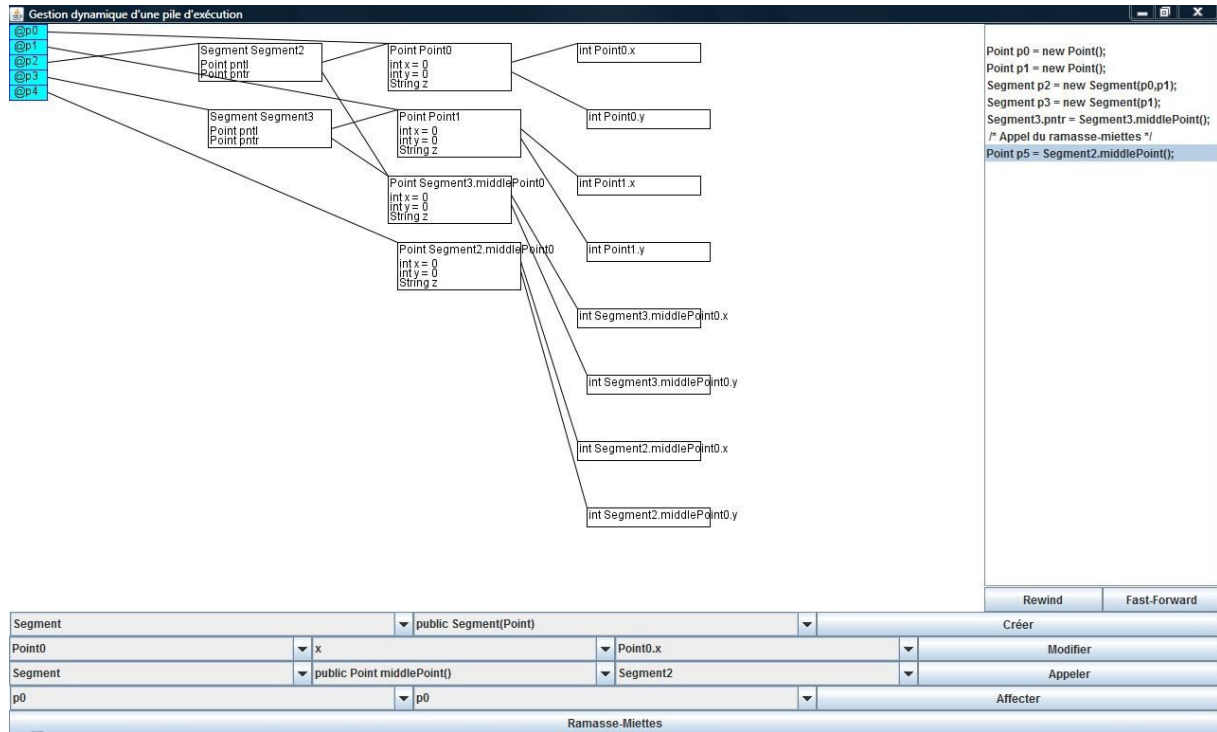 Gestion dynamique d'une pile d'exécution
@p0
@p1
@p2
@p3
@p4
Segment Segment2
Point pntl
Point pntr
Segment Segment3
Point pntl
Point pntr
Point Point0
int x = 0
int y = 0
String z
Point Point1
int x = 0
int y = 0
String z
Point Segment3.middlePoint0
int x = 0
int y = 0
String z
Point Segment2.middlePoint0
int x = 0
int y = 0
String z
int Point0.x
int Point0.y
int Point1.x
int Point1.y
int Segment3.middlePoint0.x
int Segment3.middlePoint0.y
int Segment2.middlePoint0.x
int Segment2.middlePoint0.y
Point p0 = new Point();
Point p1 = new Point();
Segment p2 = new Segment(p0,p1);
Segment p3 = new Segment(p1);
Segment3.pntr = Segment3.middlePoint();
/* Appel du ramasse-miettes */
Point p5 = Segment2.middlePoint();
Rewind Fast-Forward
Segment public Segment(Point) Créer
Point0 x Point0.x Modifier
Segment public Point middlePoint() Segment2 Appeler
p0 p0 Affecter
Ramasse-Miettes